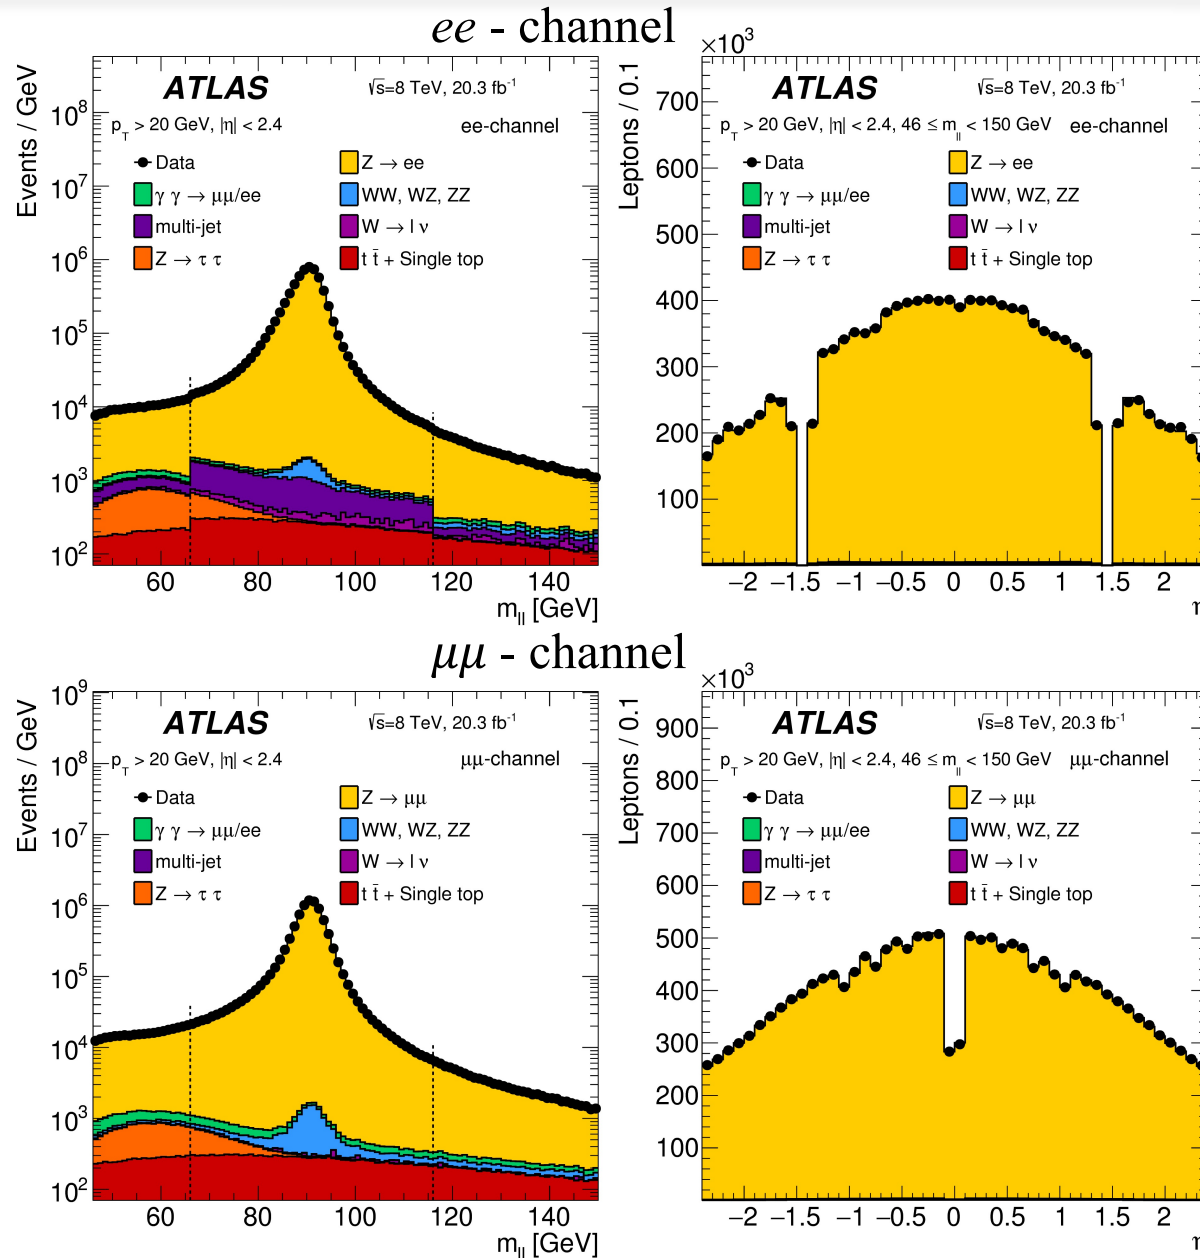 ee - channel
ATLAS
√s=8 TeV, 20.3 fb⁻¹
p_T > 20 GeV, |η| < 2.4
ee-channel
Data
Z → ee
γ γ → μμ/ee
WW, WZ, ZZ
multi-jet
W → l ν
Z → τ τ
t t̄ + Single top
Events / GeV
10⁸
10⁷
10⁶
10⁵
10⁴
10³
10²
60 80 100 120 140
m_ll [GeV]
×10³
ATLAS
√s=8 TeV, 20.3 fb⁻¹
p_T > 20 GeV, |η| < 2.4, 46 ≤ m_ll < 150 GeV ee-channel
Data
Z → ee
γ γ → μμ/ee
WW, WZ, ZZ
multi-jet
W → l ν
Z → τ τ
t t̄ + Single top
Leptons / 0.1
700
600
500
400
300
200
100
−2 −1.5 −1 −0.5 0 0.5 1 1.5 2
μμ - channel
ATLAS
√s=8 TeV, 20.3 fb⁻¹
p_T > 20 GeV, |η| < 2.4
μμ-channel
Data
Z → μμ
γ γ → μμ/ee
WW, WZ, ZZ
multi-jet
W → l ν
Z → τ τ
t t̄ + Single top
Events / GeV
10⁹
10⁸
10⁷
10⁶
10⁵
10⁴
10³
10²
60 80 100 120 140
m_ll [GeV]
×10³
ATLAS
√s=8 TeV, 20.3 fb⁻¹
p_T > 20 GeV, |η| < 2.4, 46 ≤ m_ll < 150 GeV μμ-channel
Data
Z → μμ
γ γ → μμ/ee
WW, WZ, ZZ
multi-jet
W → l ν
Z → τ τ
t t̄ + Single top
Leptons / 0.1
900
800
700
600
500
400
300
200
100
−2 −1.5 −1 −0.5 0 0.5 1 1.5 2